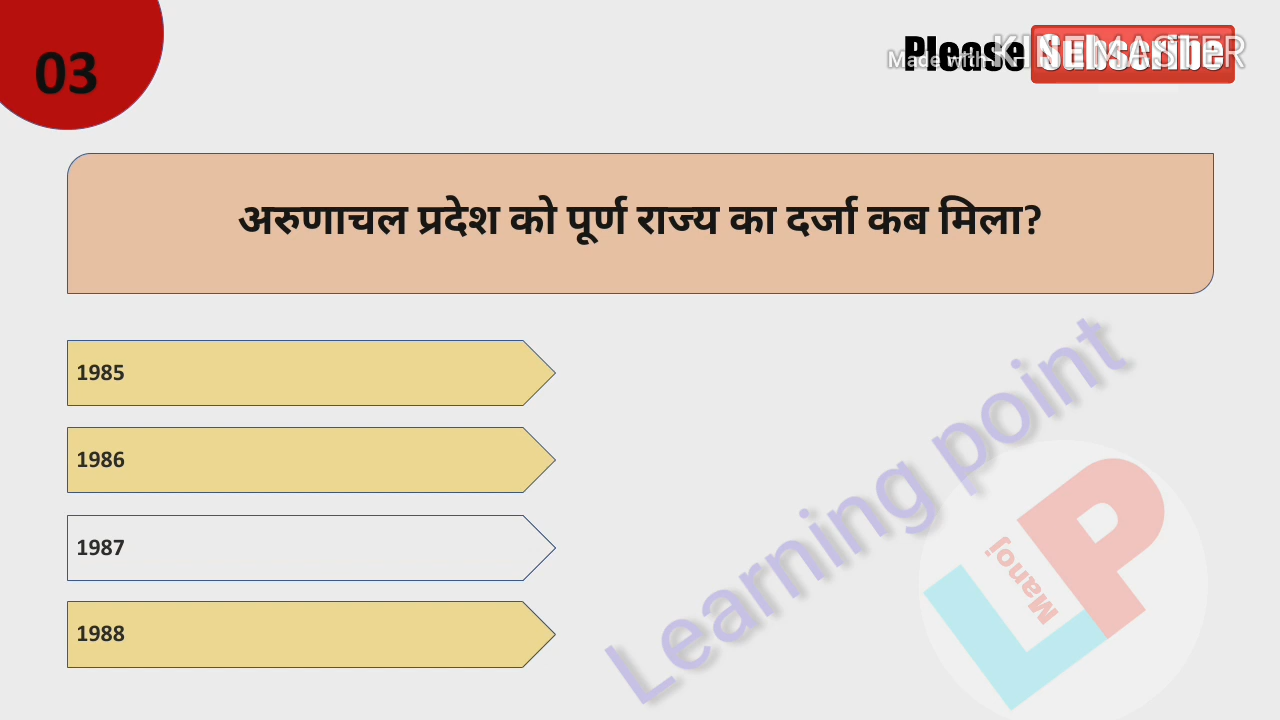 03
Please Subscribe
Made with KINEMASTER
अरुणाचल प्रदेश को पूर्ण राज्य का दर्जा कब मिला?
1985
1986
1987
1988
Learning point
LP
Manoj